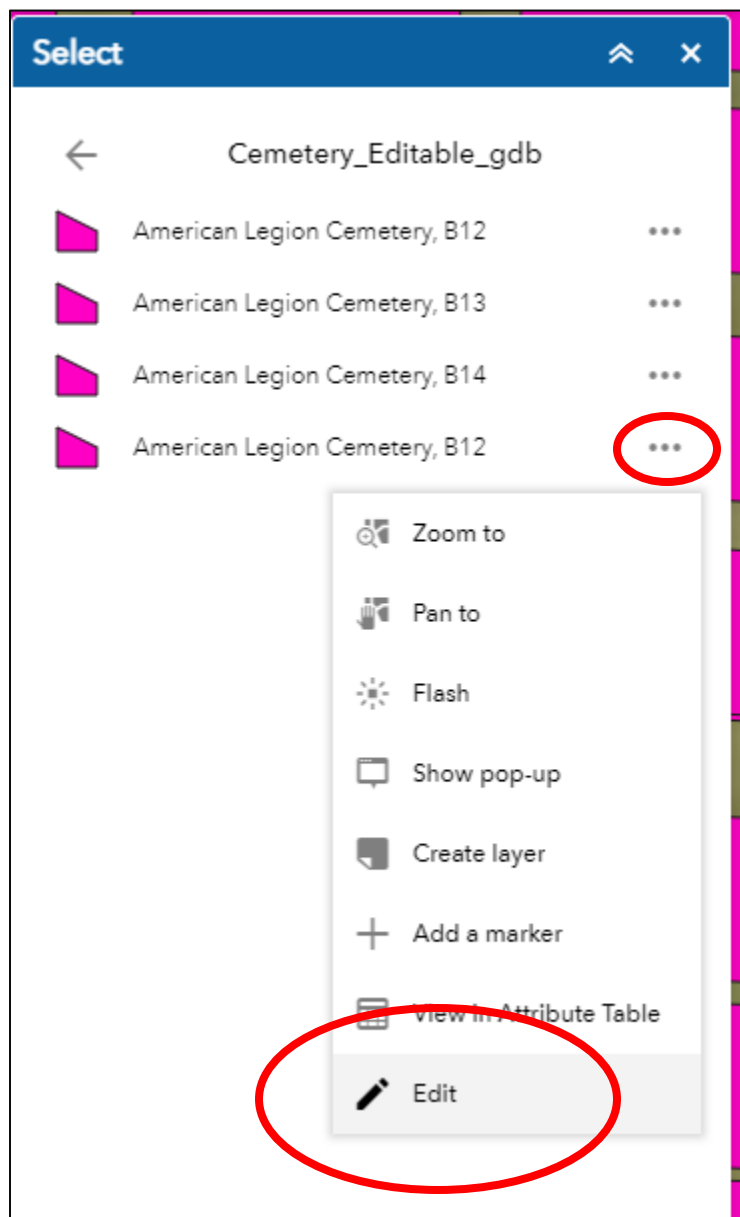 Select
Cemetery_Editable_gdb
American Legion Cemetery, B12
American Legion Cemetery, B13
American Legion Cemetery, B14
American Legion Cemetery, B12
Zoom to
Pan to
Flash
Show pop-up
Create layer
Add a marker
View in Attribute Table
Edit